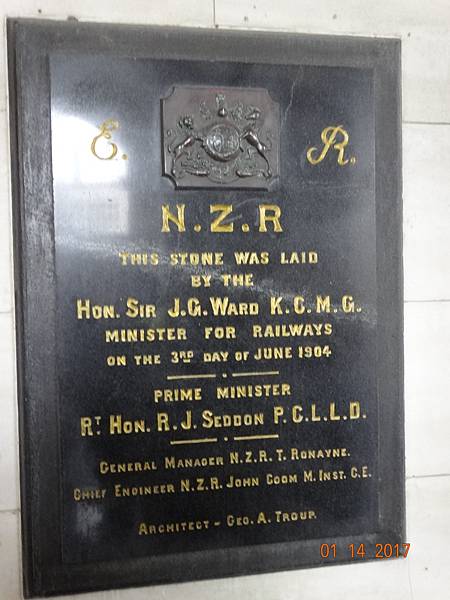 E. R.
N.Z.R
THIS STONE WAS LAID
BY THE
HON. SIR J.G. WARD K.C.M.G.
MINISTER FOR RAILWAYS
ON THE 3RD DAY OF JUNE 1904
PRIME MINISTER
RT HON. R. J. SEDDON P.C.L.L.D.
GENERAL MANAGER N.Z.R. T. RONAYNE.
CHIEF ENGINEER N.Z.R. JOHN COOM M. INST. C.E.
ARCHITECT – GEO. A. TROUP.
01 14 2017